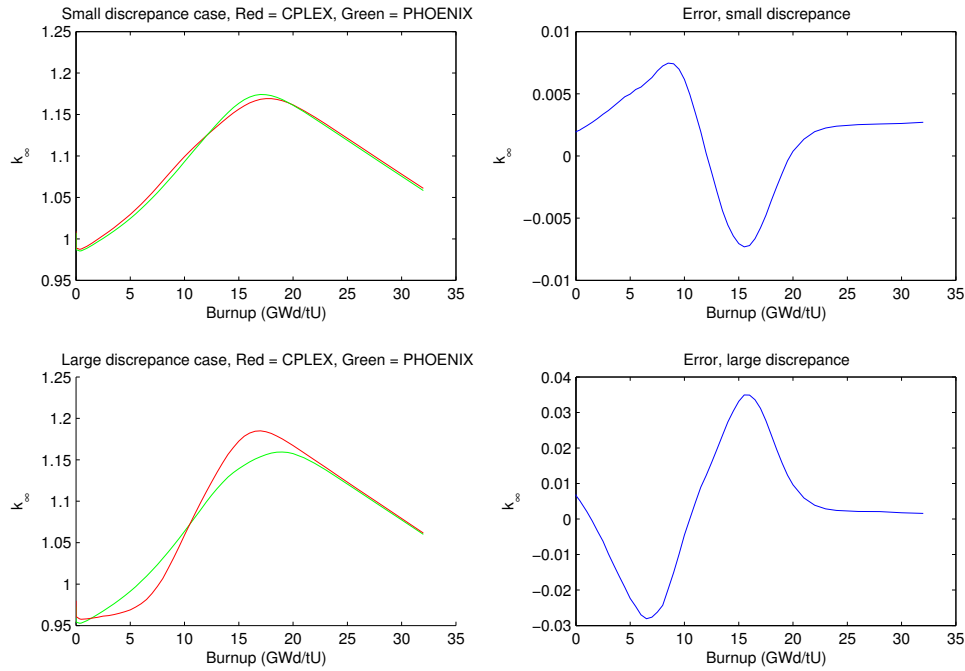 Small discrepance case, Red = CPLEX, Green = PHOENIX
1.25
1.2
1.15
1.1
1.05
1
0.95
k∞
0 5 10 15 20 25 30 35
Burnup (GWd/tU)
Error, small discrepance
0.01
0.005
0
−0.005
−0.01
k∞
0 5 10 15 20 25 30 35
Burnup (GWd/tU)
Large discrepance case, Red = CPLEX, Green = PHOENIX
1.25
1.2
1.15
1.1
1.05
1
0.95
k∞
0 5 10 15 20 25 30 35
Burnup (GWd/tU)
Error, large discrepance
0.04
0.03
0.02
0.01
0
−0.01
−0.02
−0.03
k∞
0 5 10 15 20 25 30 35
Burnup (GWd/tU)